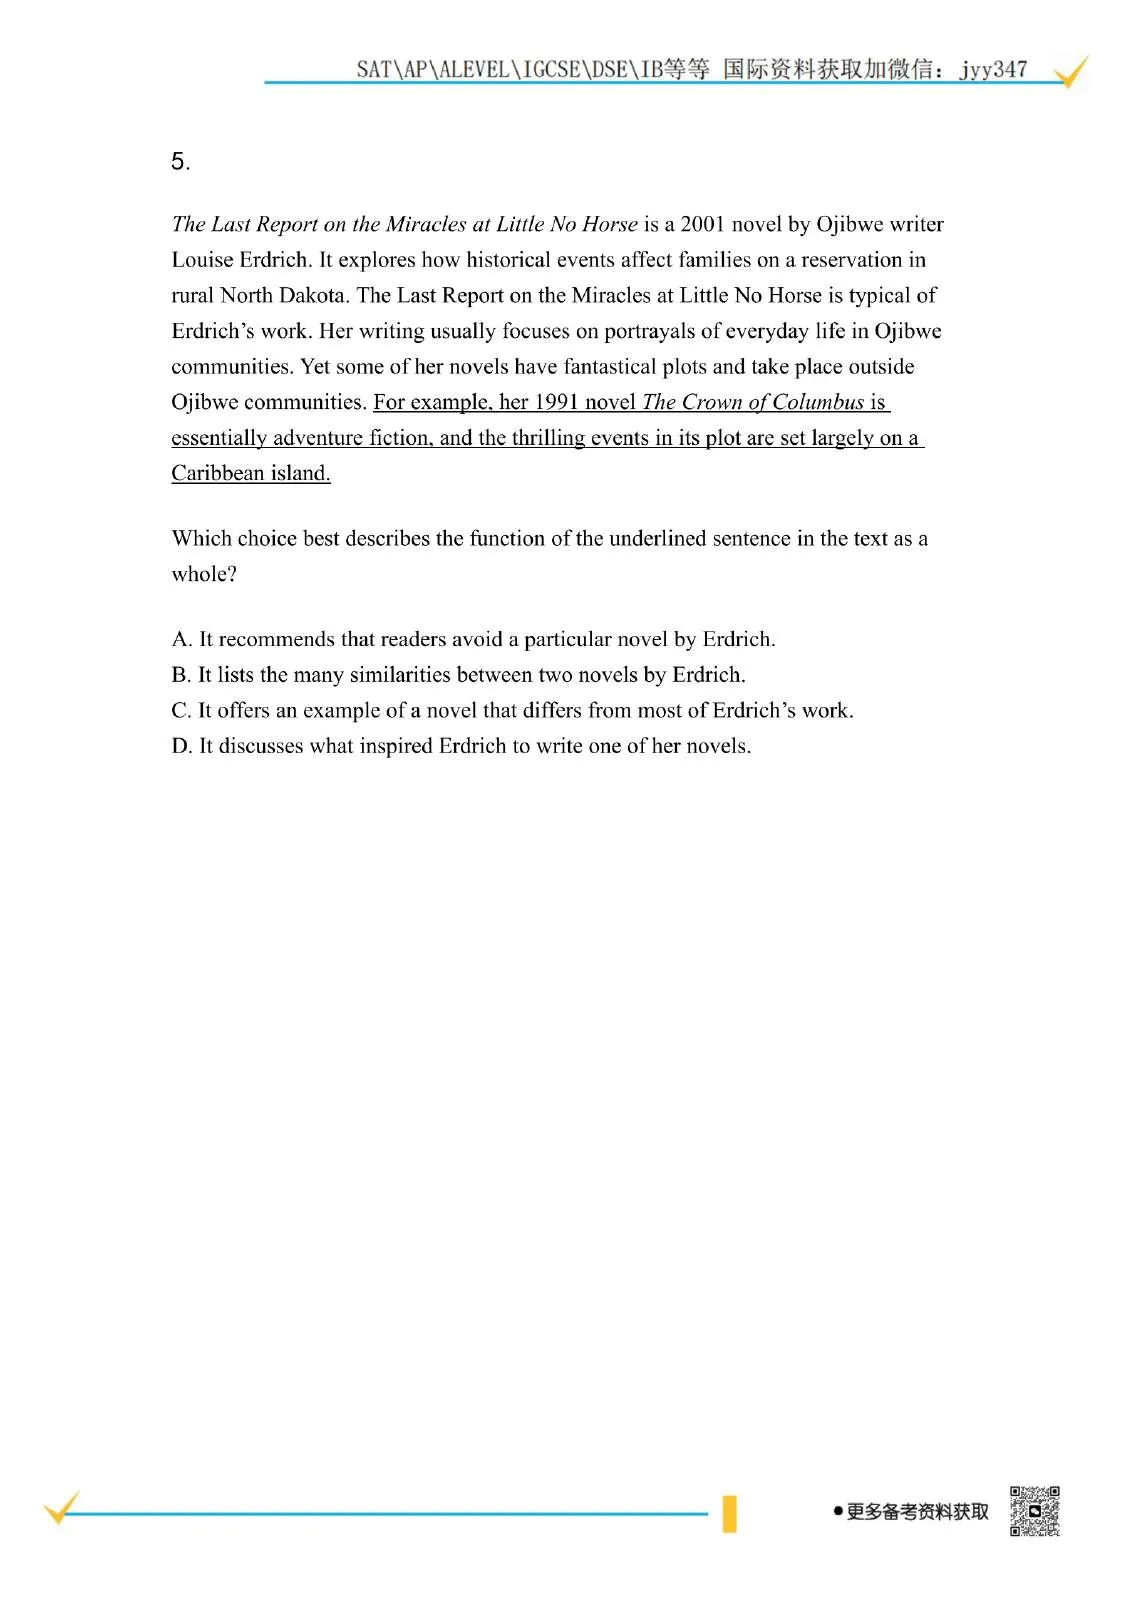 SAT\AP\ALEVEL\IGCSE\DSE\IB等等 国际资料获取加微信：jyy347
5.
The Last Report on the Miracles at Little No Horse is a 2001 novel by Ojibwe writer
Louise Erdrich. It explores how historical events affect families on a reservation in
rural North Dakota. The Last Report on the Miracles at Little No Horse is typical of
Erdrich’s work. Her writing usually focuses on portrayals of everyday life in Ojibwe
communities. Yet some of her novels have fantastical plots and take place outside
Ojibwe communities. For example, her 1991 novel The Crown of Columbus is
essentially adventure fiction, and the thrilling events in its plot are set largely on a
Caribbean island.
Which choice best describes the function of the underlined sentence in the text as a
whole?
A. It recommends that readers avoid a particular novel by Erdrich.
B. It lists the many similarities between two novels by Erdrich.
C. It offers an example of a novel that differs from most of Erdrich’s work.
D. It discusses what inspired Erdrich to write one of her novels.
●更多备考资料获取